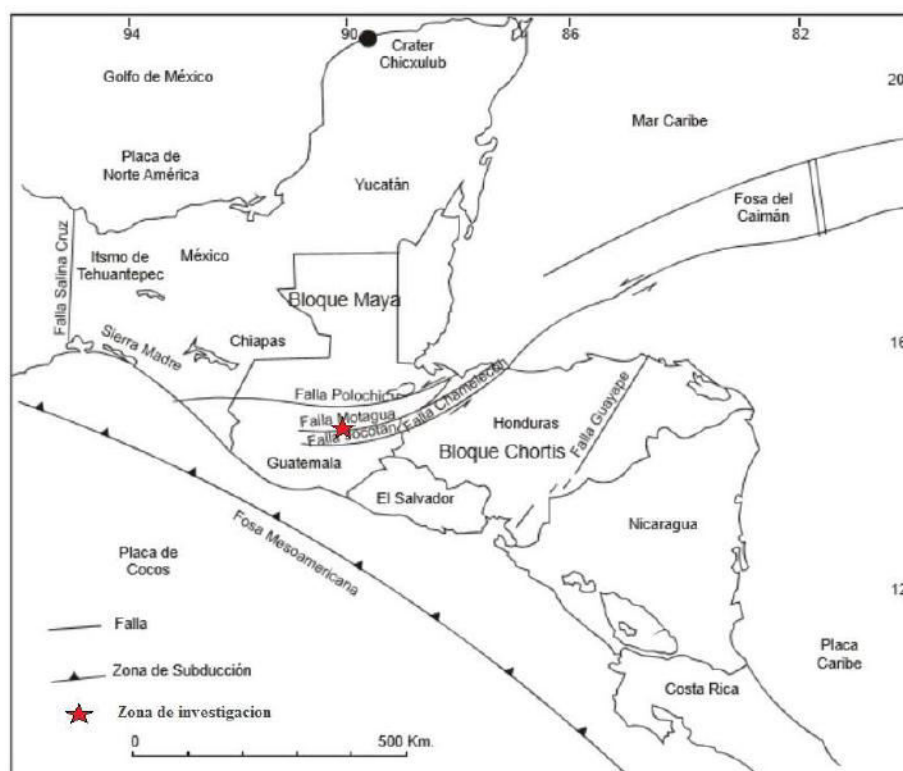 94
90
86
82
Crater
Chicxulub
Golfo de México
20
Mar Caribe
Placa de
Norte América
Yucatán
Fosa del
Caimán
Falla Salina Cruz
Itsmo de
Tehuantepec
México
Bloque Maya
Sierra Madre
Chiapas
16
Falla Polochic
Falla Motagua
Falla Jocotán
Falla Chamelecón
Falla Guayape
Honduras
Bloque Chortis
Guatemala
El Salvador
Nicaragua
Fosa Mesoamericana
Placa de
Cocos
12
Falla
Placa
Caribe
Zona de Subducción
Costa Rica
Zona de investigacion
0
500 Km.